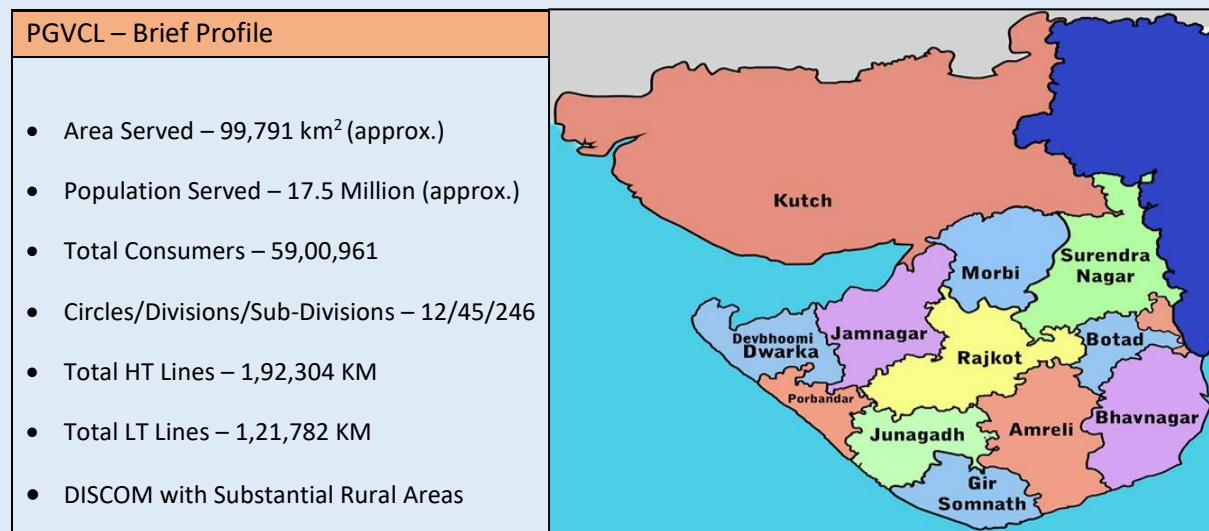 PGVCL – Brief Profile
• Area Served – 99,791 km² (approx.)
• Population Served – 17.5 Million (approx.)
• Total Consumers – 59,00,961
• Circles/Divisions/Sub-Divisions – 12/45/246
• Total HT Lines – 1,92,304 KM
• Total LT Lines – 1,21,782 KM
• DISCOM with Substantial Rural Areas
Kutch
Morbi
Surendra
Nagar
Devbhoomi
Dwarka
Jamnagar
Rajkot
Botad
Porbandar
Junagadh
Amreli
Bhavnagar
Gir
Somnath